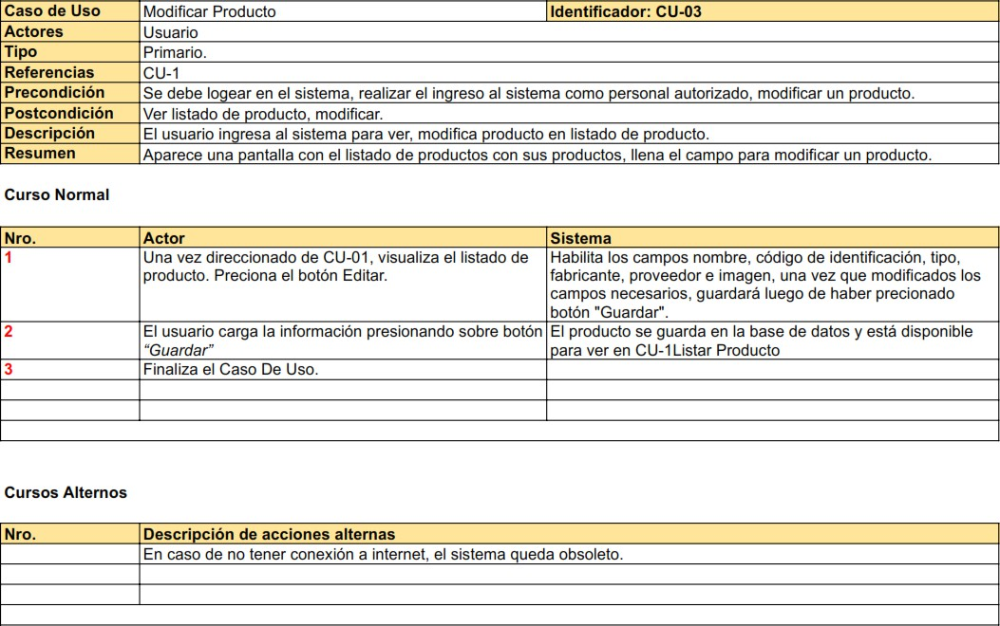 Caso de Uso Modificar Producto Identificador: CU-03
Actores Usuario
Tipo Primario.
Referencias CU-1
Precondición Se debe logear en el sistema, realizar el ingreso al sistema como personal autorizado, modificar un producto.
Postcondición Ver listado de producto, modificar.
Descripción El usuario ingresa al sistema para ver, modifica producto en listado de producto.
Resumen Aparece una pantalla con el listado de productos con sus productos, llena el campo para modificar un producto.
Curso Normal
Nro. Actor Sistema
1 Una vez direccionado de CU-01, visualiza el listado de
producto. Preciona el botón Editar.
Habilita los campos nombre, código de identificación, tipo,
fabricante, proveedor e imagen, una vez que modificados los
campos necesarios, guardará luego de haber precionado
botón "Guardar".
2 El usuario carga la información presionando sobre botón
“Guardar”
El producto se guarda en la base de datos y está disponible
para ver en CU-1Listar Producto
3 Finaliza el Caso De Uso.
Cursos Alternos
Nro. Descripción de acciones alternas
En caso de no tener conexión a internet, el sistema queda obsoleto.